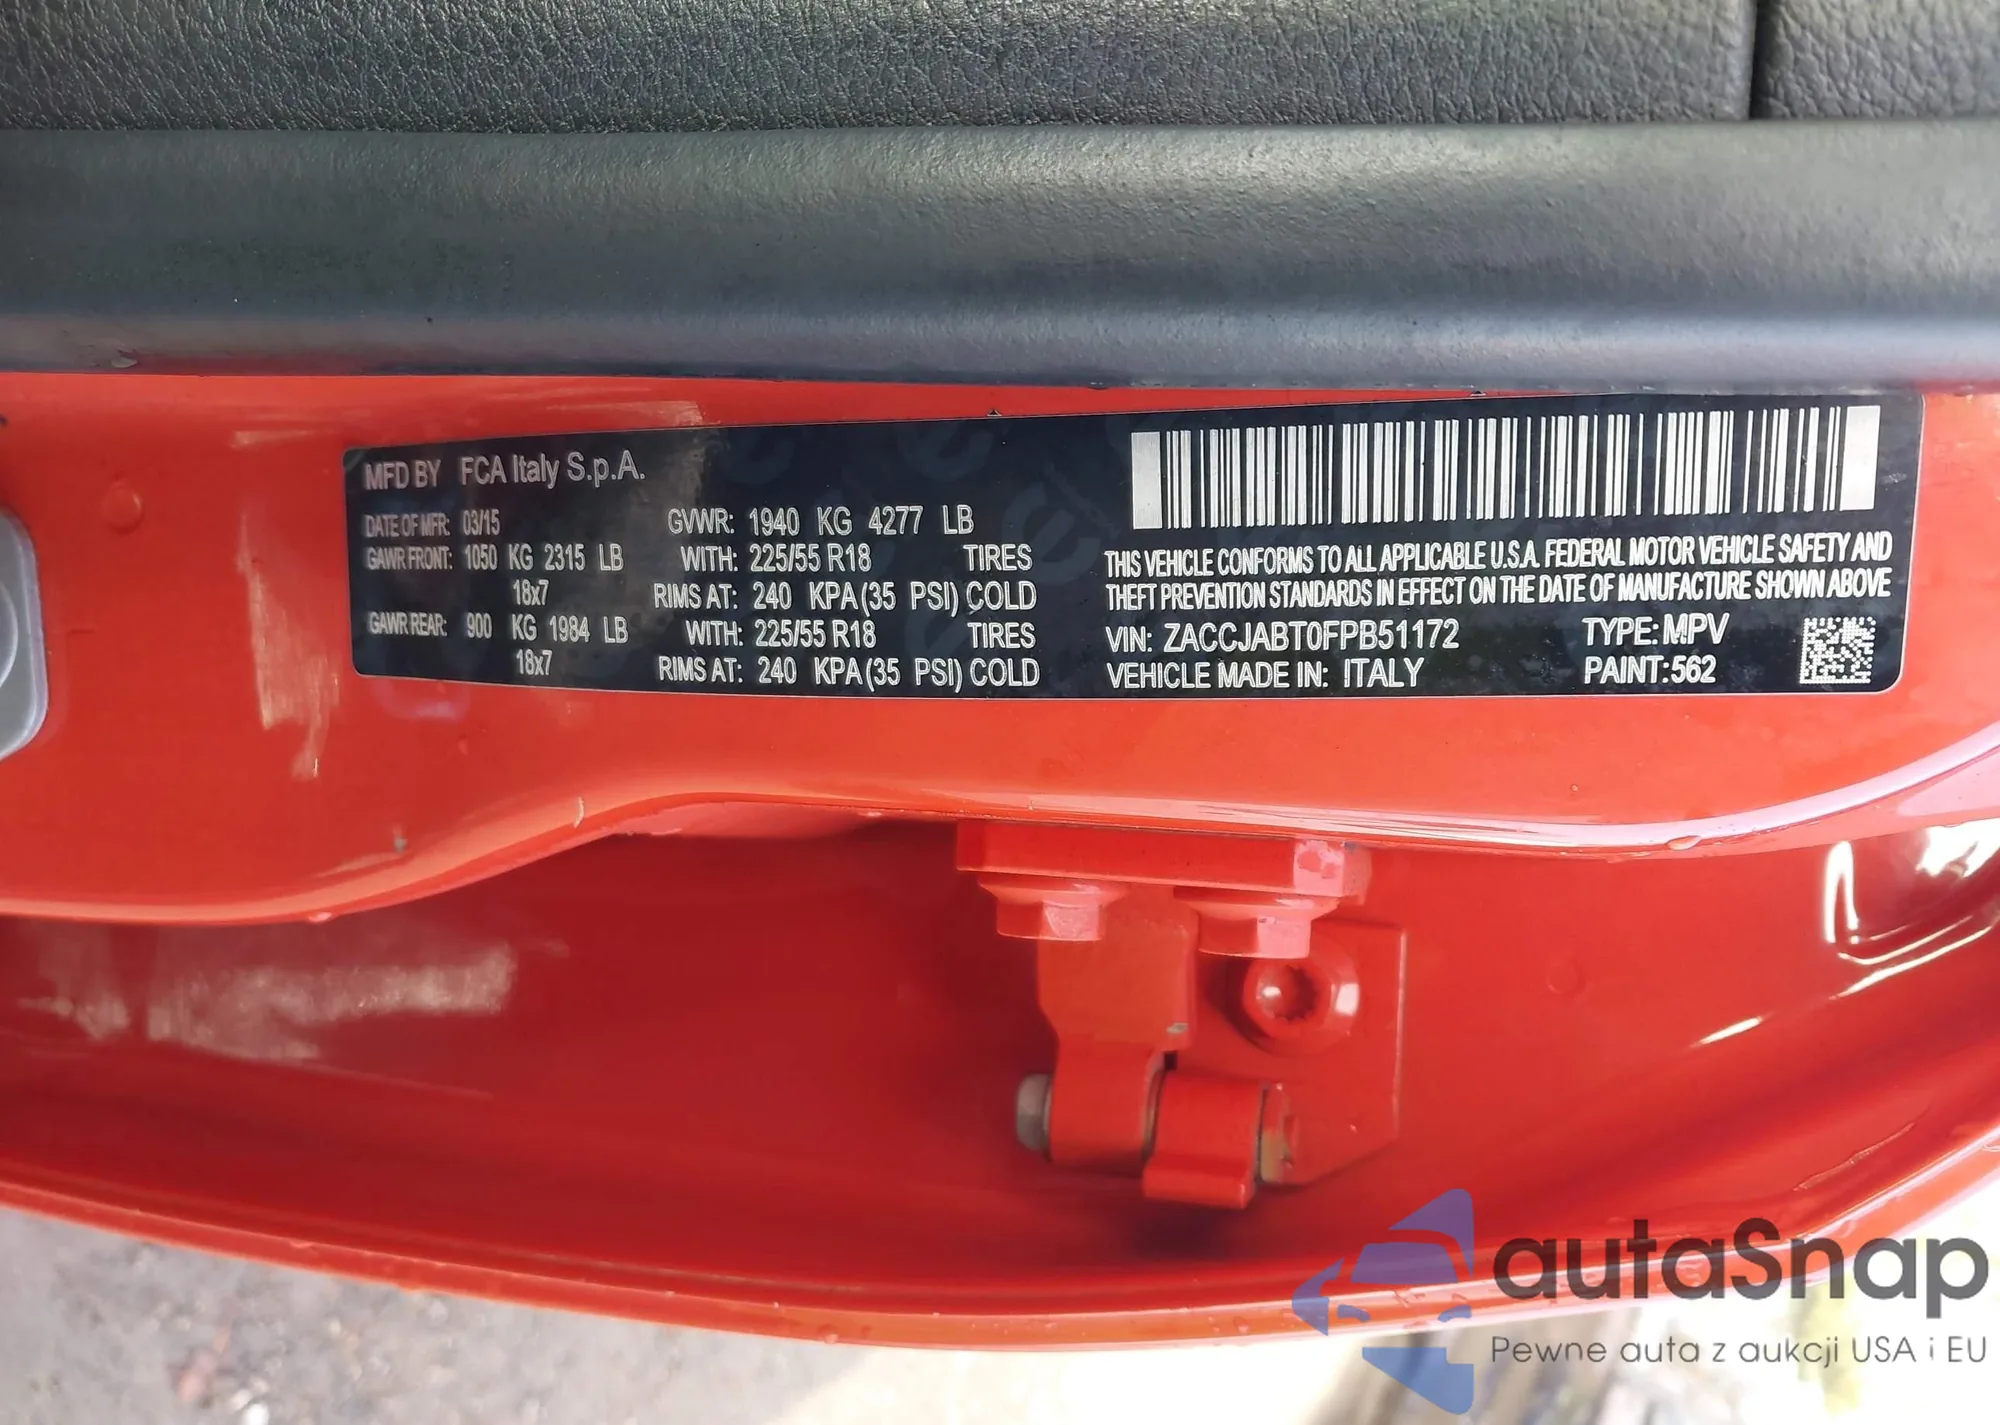 MFD BY FCA Italy S.p.A.
DATE OF MFR: 03/15 GVWR: 1940 KG 4277 LB
GAWR FRONT: 1050 KG 2315 LB WITH: 225/55 R18 TIRES
18x7 RIMS AT: 240 KPA(35 PSI) COLD
GAWR REAR: 900 KG 1984 LB WITH: 225/55 R18 TIRES
18x7 RIMS AT: 240 KPA(35 PSI) COLD
THIS VEHICLE CONFORMS TO ALL APPLICABLE U.S.A. FEDERAL MOTOR VEHICLE SAFETY AND
THEFT PREVENTION STANDARDS IN EFFECT ON THE DATE OF MANUFACTURE SHOWN ABOVE
VIN: ZACCJABT0FPB51172 TYPE: MPV
VEHICLE MADE IN: ITALY PAINT: 562
autaSnap
Pewne auta z aukcji USA i EU